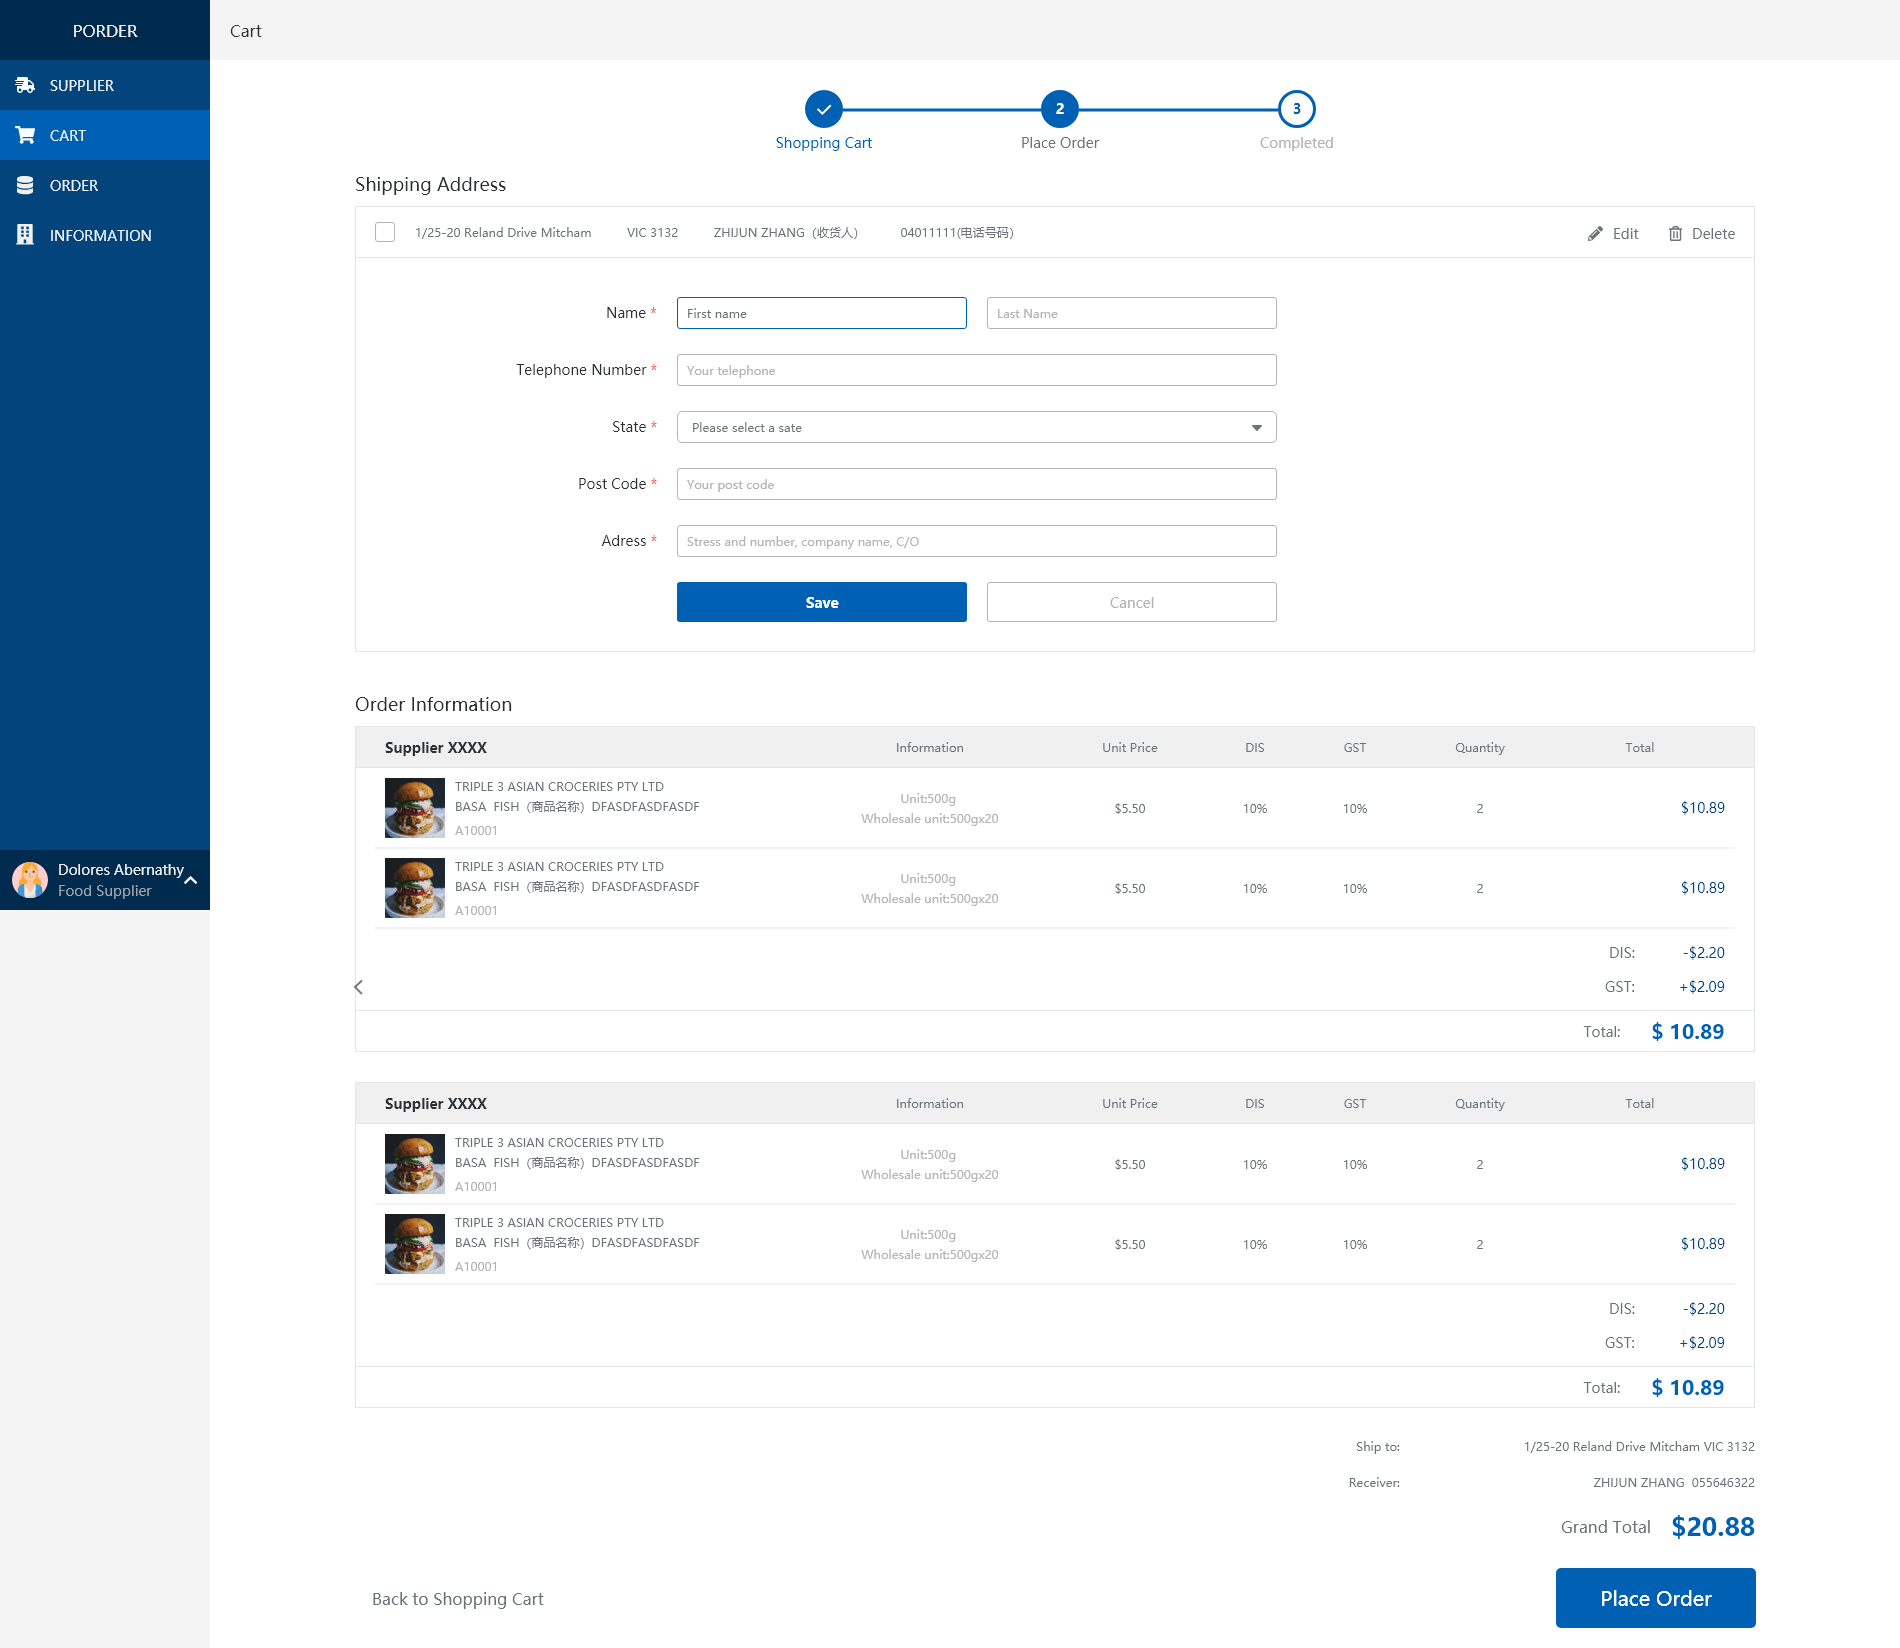 PORDER
Cart
SUPPLIER
CART
ORDER
INFORMATION
Dolores Abernathy
Food Supplier
2
3
Shopping Cart
Place Order
Completed
Shipping Address
1/25-20 Reland Drive Mitcham VIC 3132 ZHIJUN ZHANG（收货人） 04011111(电话号码) Edit Delete
Name * First name Last Name
Telephone Number * Your telephone
State * Please select a sate
Post Code * Your post code
Adress * Stress and number, company name, C/O
Save Cancel
Order Information
Supplier XXXX Information Unit Price DIS GST Quantity Total
TRIPLE 3 ASIAN CROCERIES PTY LTD
BASA FISH（商品名称）DFASDFASDFASDF
A10001
Unit:500g
Wholesale unit:500gx20
$5.50 10% 10% 2 $10.89
TRIPLE 3 ASIAN CROCERIES PTY LTD
BASA FISH（商品名称）DFASDFASDFASDF
A10001
Unit:500g
Wholesale unit:500gx20
$5.50 10% 10% 2 $10.89
DIS: -$2.20
GST: +$2.09
Total: $ 10.89
Supplier XXXX Information Unit Price DIS GST Quantity Total
TRIPLE 3 ASIAN CROCERIES PTY LTD
BASA FISH（商品名称）DFASDFASDFASDF
A10001
Unit:500g
Wholesale unit:500gx20
$5.50 10% 10% 2 $10.89
TRIPLE 3 ASIAN CROCERIES PTY LTD
BASA FISH（商品名称）DFASDFASDFASDF
A10001
Unit:500g
Wholesale unit:500gx20
$5.50 10% 10% 2 $10.89
DIS: -$2.20
GST: +$2.09
Total: $ 10.89
Ship to: 1/25-20 Reland Drive Mitcham VIC 3132
Receiver: ZHIJUN ZHANG 055646322
Grand Total $20.88
Back to Shopping Cart
Place Order